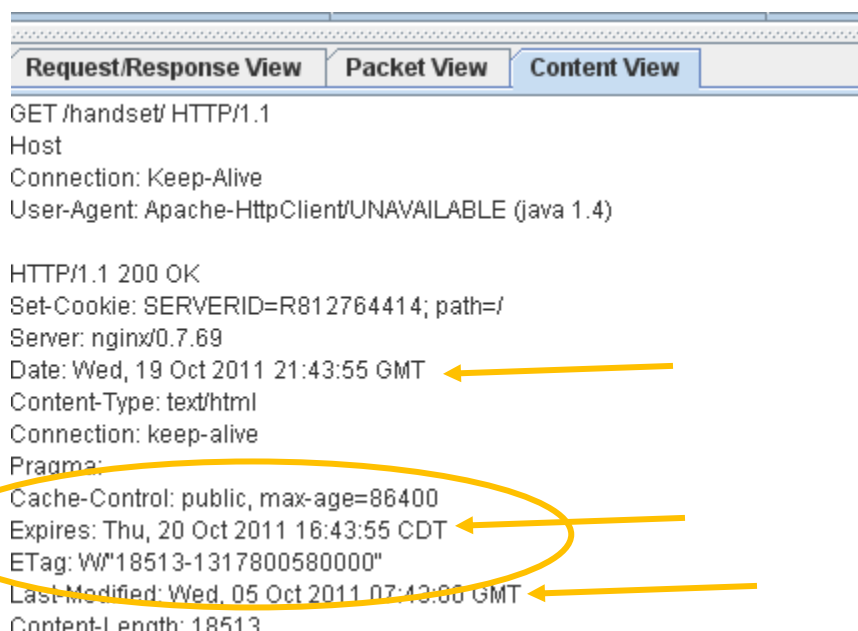 Request/Response View Packet View Content View
GET /handset/ HTTP/1.1
Host
Connection: Keep-Alive
User-Agent: Apache-HttpClient/UNAVAILABLE (java 1.4)
HTTP/1.1 200 OK
Set-Cookie: SERVERID=R812764414; path=/
Server: nginx/0.7.69
Date: Wed, 19 Oct 2011 21:43:55 GMT
Content-Type: text/html
Connection: keep-alive
Pragma:
Cache-Control: public, max-age=86400
Expires: Thu, 20 Oct 2011 16:43:55 CDT
ETag: W/"18513-1317800580000"
Last-Modified: Wed, 05 Oct 2011 GMT
Content-Length: 18513